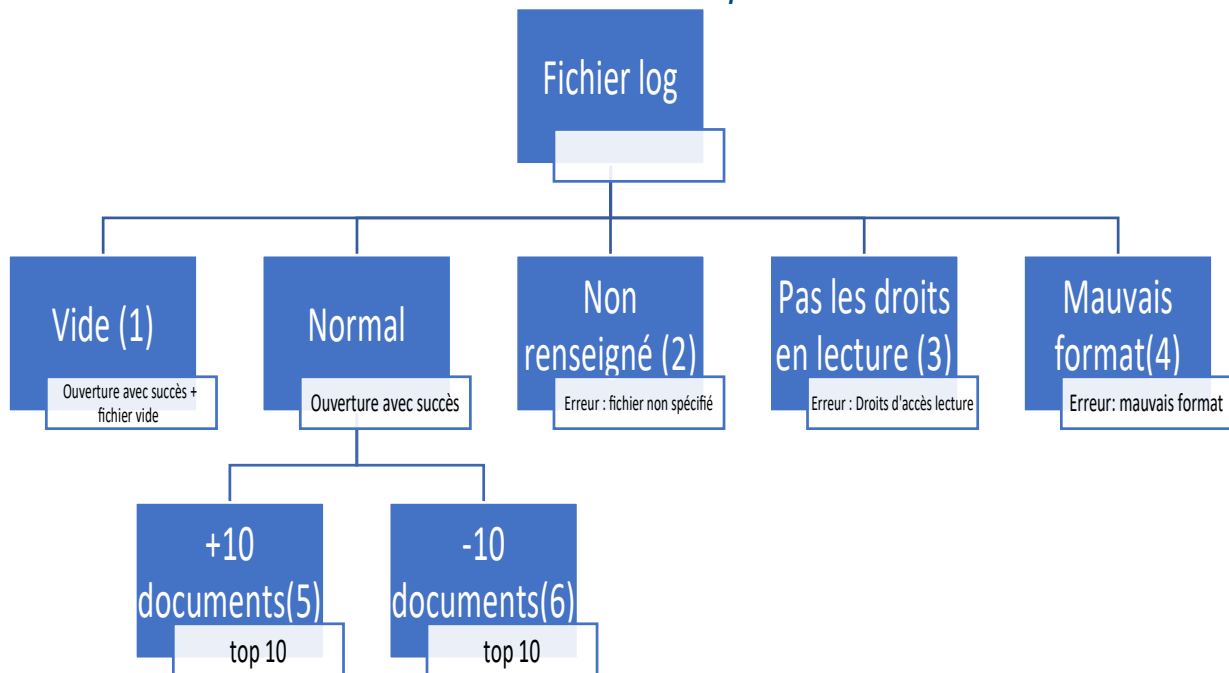 Fichier log
Vide (1)
Ouverture avec succès +
fichier vide
Normal
Ouverture avec succès
Non
renseigné (2)
Erreur : fichier non spécifié
Pas les droits
en lecture (3)
Erreur : Droits d'accès lecture
Mauvais
format(4)
Erreur: mauvais format
+10
documents(5)
top 10
-10
documents(6)
top 10